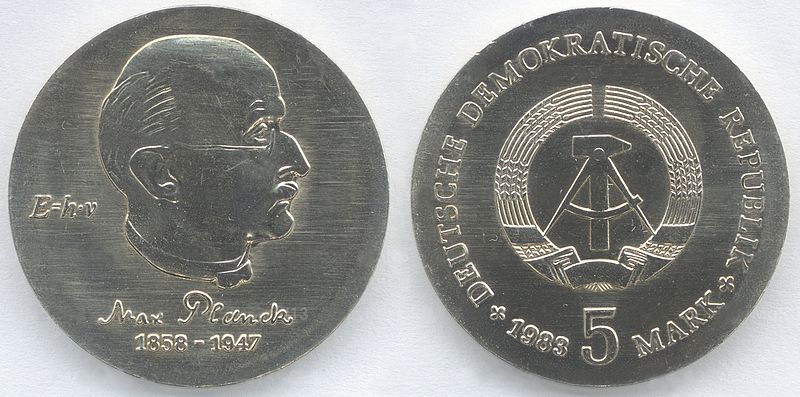 E=h·ν
Max Planck
1858 - 1947
DEUTSCHE DEMOKRATISCHE REPUBLIK
* 1983 5 MARK *